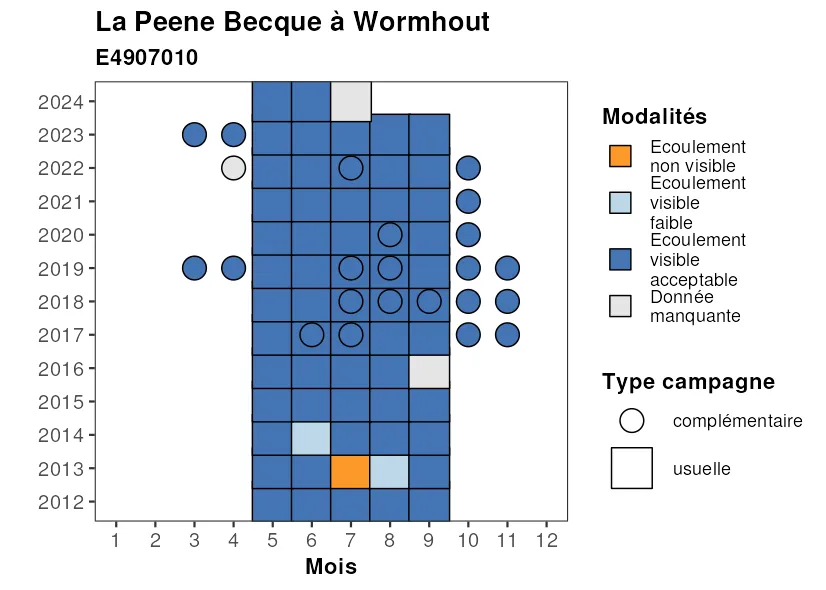 La Peene Becque à Wormhout
E4907010
2024
2023
2022
2021
2020
2019
2018
2017
2016
2015
2014
2013
2012
1 2 3 4 5 6 7 8 9 10 11 12
Mois
Modalités
Ecoulement
non visible
Ecoulement
visible
faible
Ecoulement
visible
acceptable
Donnée
manquante
Type campagne
complémentaire
usuelle